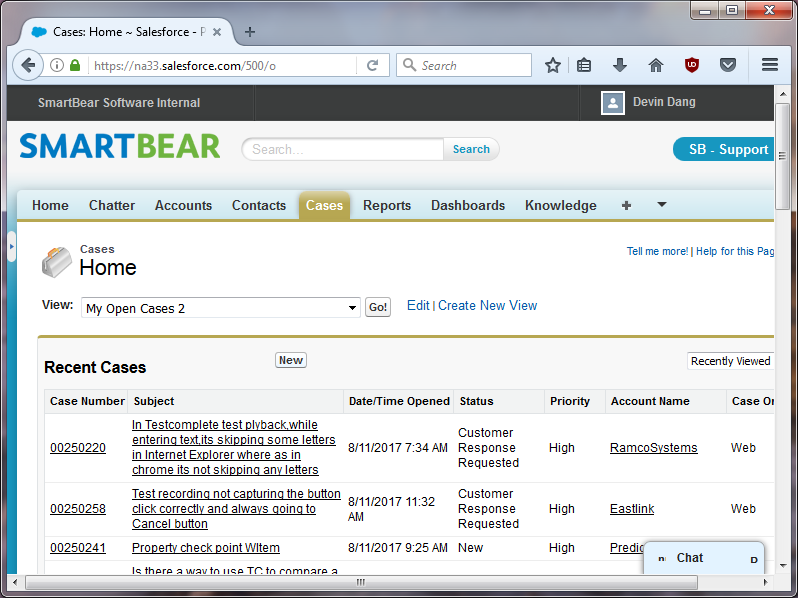 Cases: Home ~ Salesforce - P
https://na33.salesforce.com/500/o
Search
SmartBear Software Internal
Devin Dang
SMARTBEAR
Search...
Search
SB - Support
Home Chatter Accounts Contacts Cases Reports Dashboards Knowledge +
Cases
Home
Tell me more! | Help for this Pag
View: My Open Cases 2 Go! Edit | Create New View
Recent Cases
New
Recently Viewed
Case Number Subject Date/Time Opened Status Priority Account Name Case Or
00250220
In Testcomplete test plyback,while
entering text,its skipping some letters
in Internet Explorer where as in
chrome its not skipping any letters
8/11/2017 7:34 AM
Customer
Response
Requested
High
RamcoSystems
Web
00250258
Test recording not capturing the button
click correctly and always going to
Cancel button
8/11/2017 11:32
AM
Customer
Response
Requested
High
Eastlink
Web
00250241
Property check point WItem
8/11/2017 9:25 AM
New
High
Predic
Is there a way to use TC to compare a
Chat